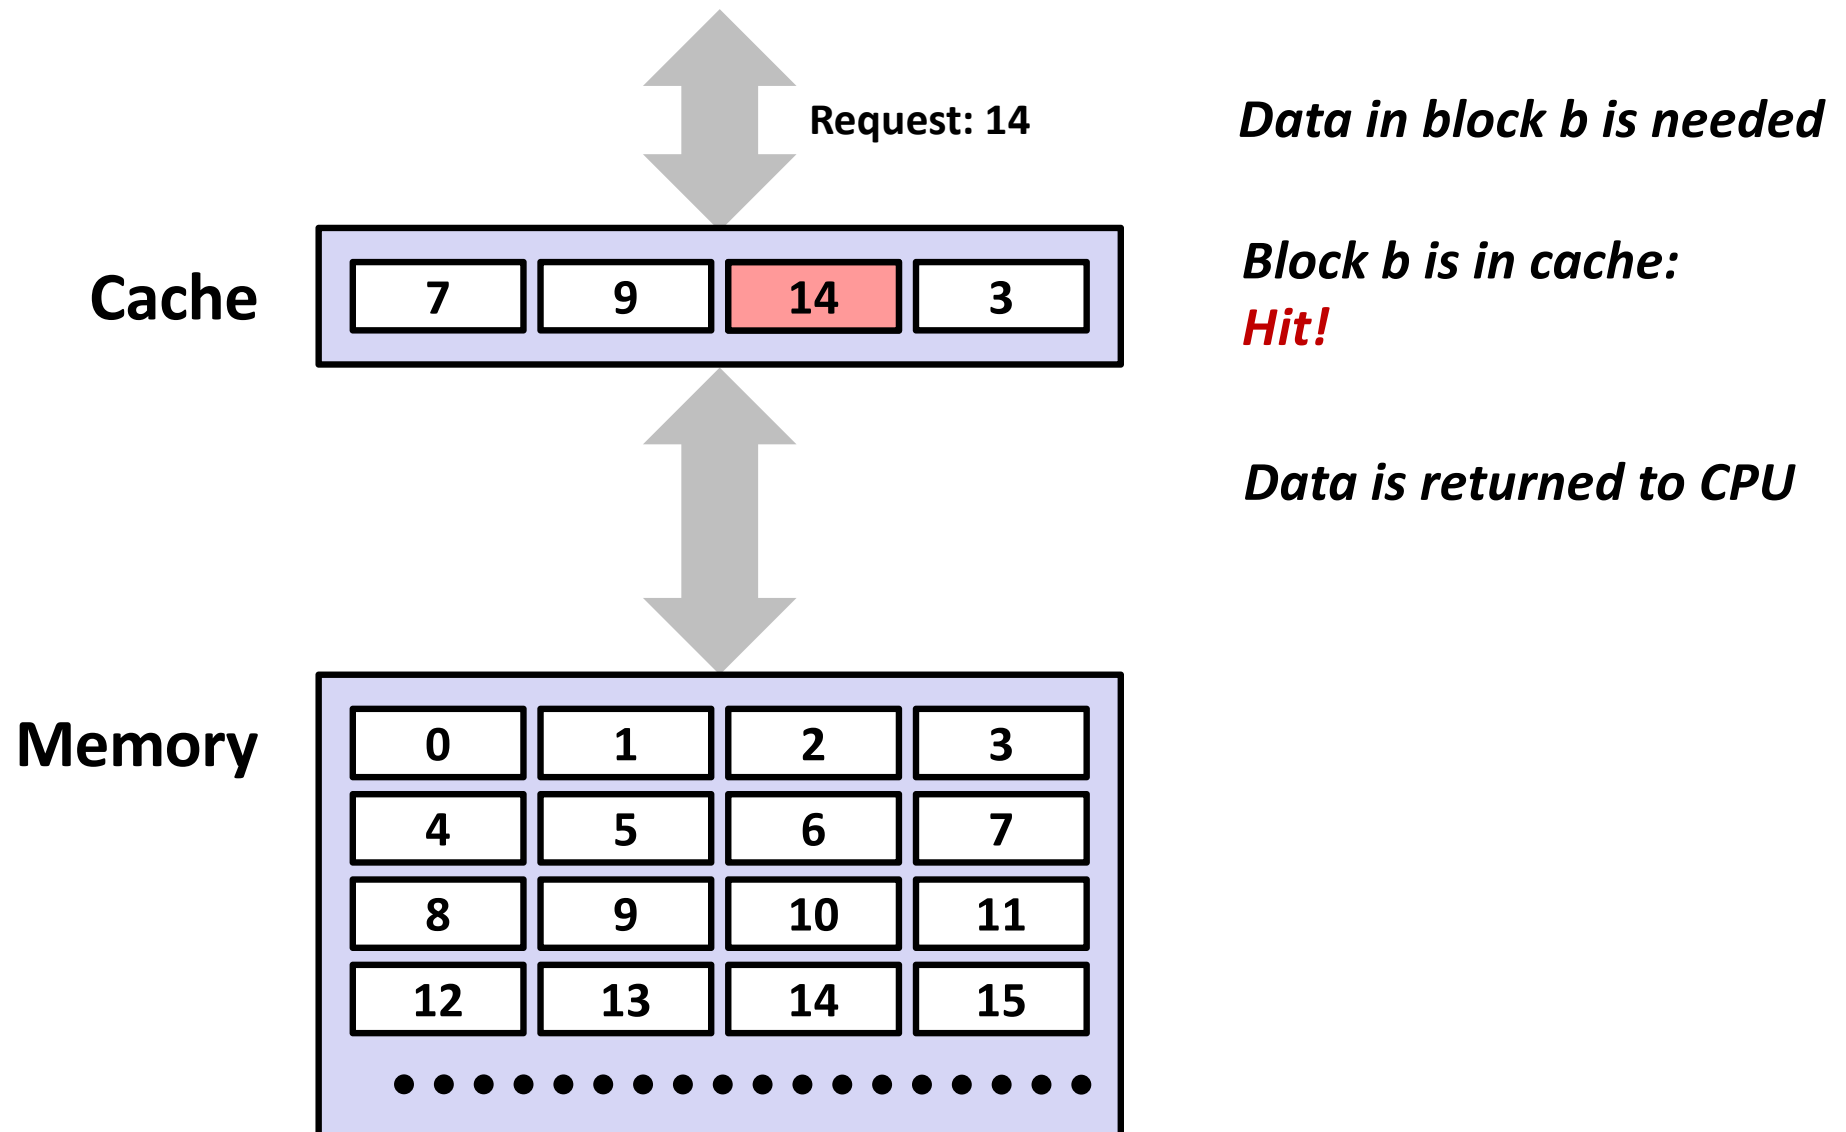 Request: 14
Data in block b is needed
Cache
7 9 14 3
Block b is in cache:
Hit!
Data is returned to CPU
Memory
0 1 2 3
4 5 6 7
8 9 10 11
12 13 14 15